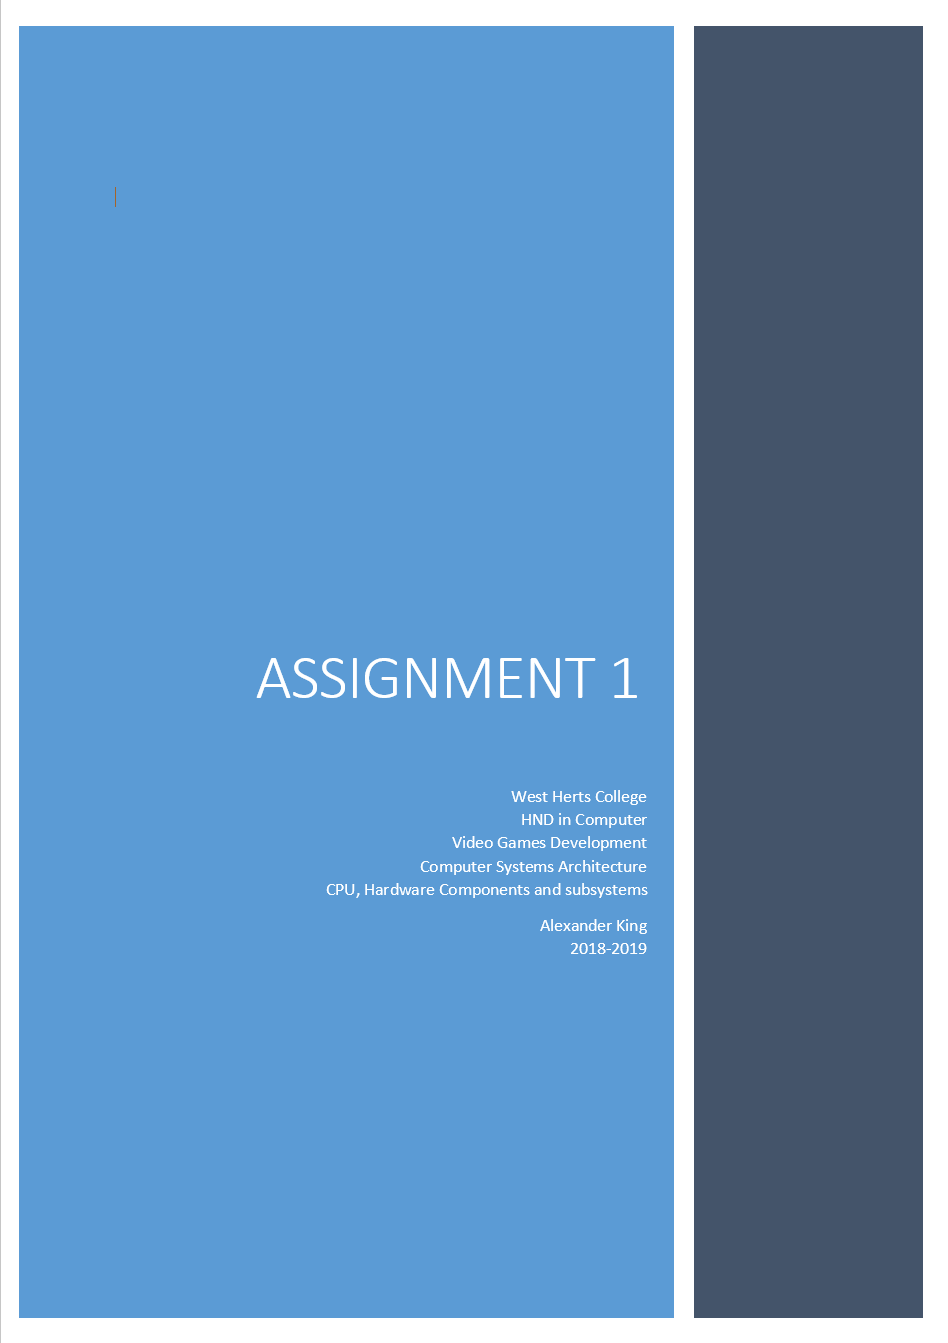 ASSIGNMENT 1
West Herts College
HND in Computer
Video Games Development
Computer Systems Architecture
CPU, Hardware Components and subsystems
Alexander King
2018-2019